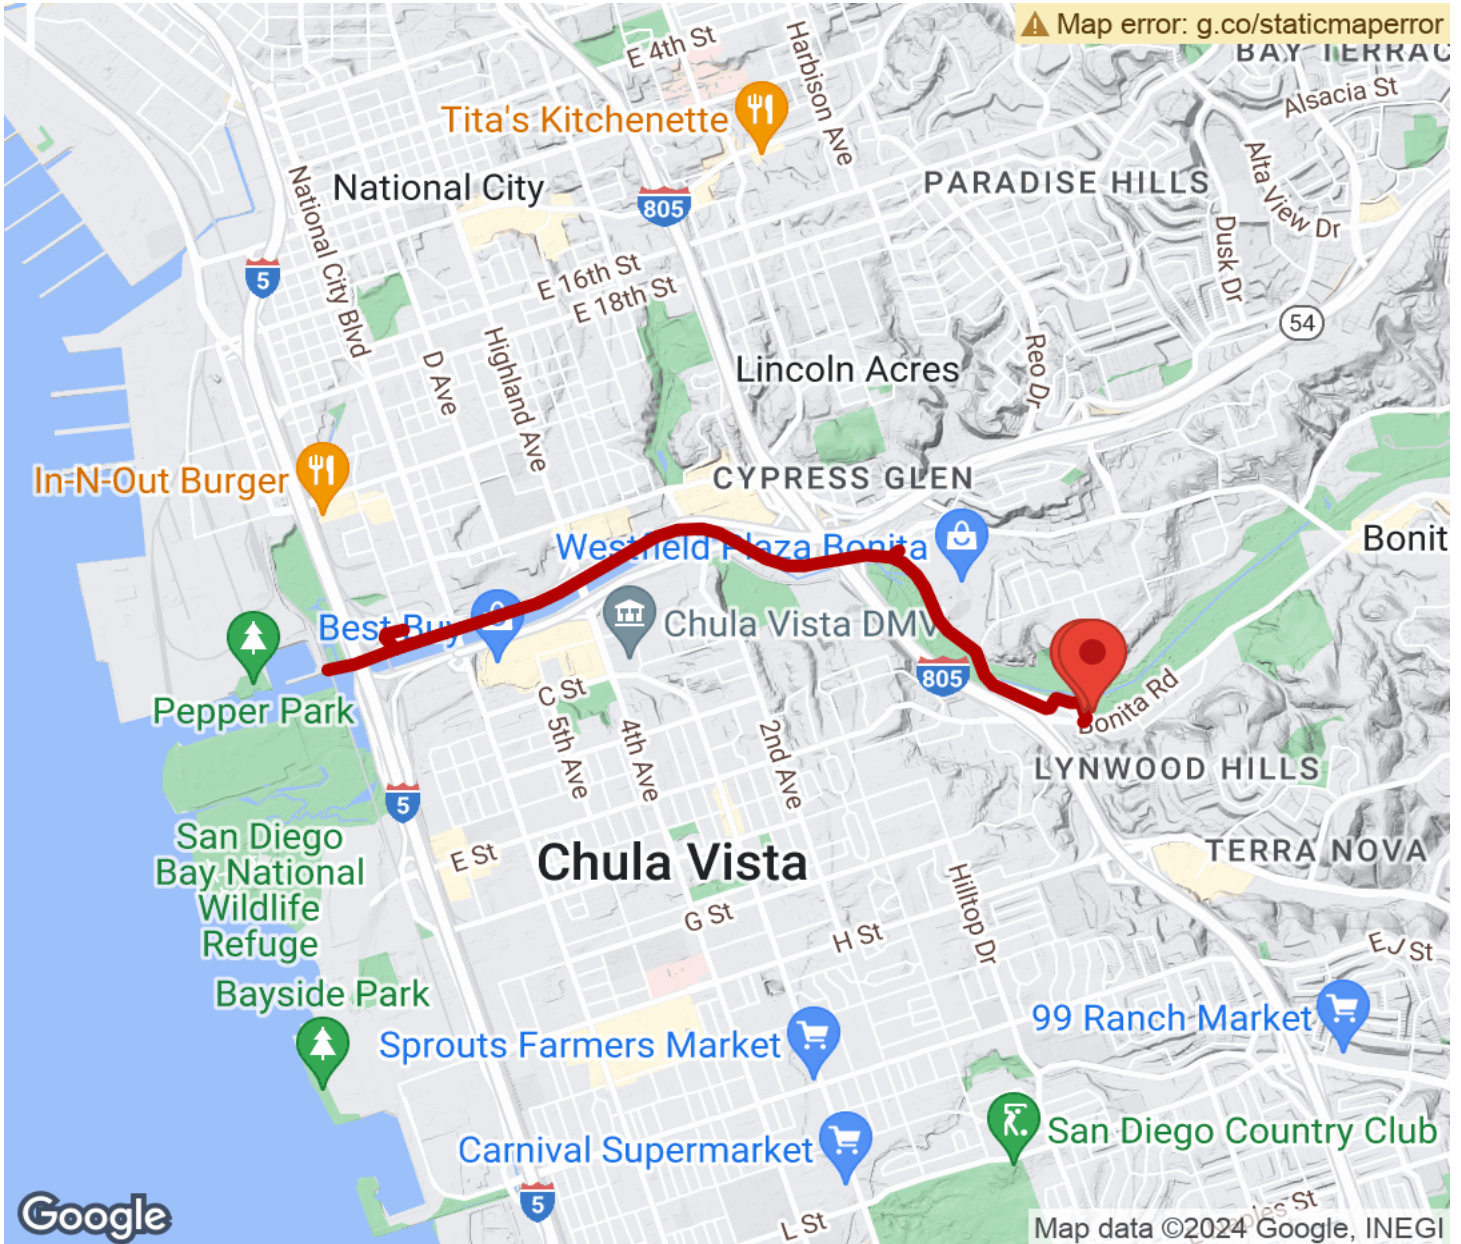 Map error: g.co/staticmaperror
BAY TERRAC
E 4th St
Harbison Ave
Alsacia St
Tita's Kitchenette
Alta View Dr
National City
805
PARADISE HILLS
National City Blvd
Dusk Dr
5
E 16th St
E 18th St
54
Highland Ave
D Ave
Reo Dr
Lincoln Acres
In-N-Out Burger
CYPRESS GLEN
Westfield Plaza Bonita
Bonit
Best Buy
Chula Vista DMV
805
Pepper Park
C St
Bonita Rd
5th Ave
4th Ave
2nd Ave
LYNWOOD HILLS
5
San Diego
Bay National
Wildlife
Refuge
E St
Chula Vista
TERRA NOVA
Hilltop Dr
G St
H St
E J St
Bayside Park
99 Ranch Market
Sprouts Farmers Market
San Diego Country Club
Carnival Supermarket
5
L St
Google
Map data ©2024 Google, INEGI